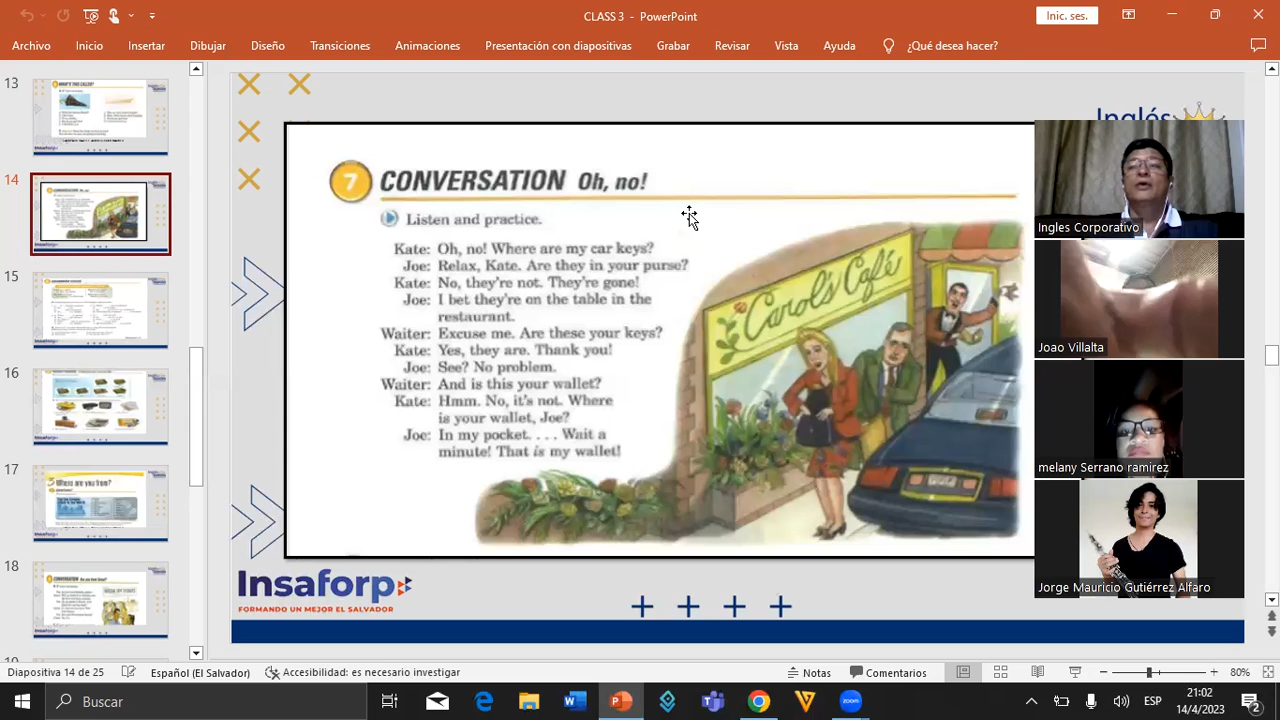 CLASS 3 - PowerPoint
Inic. ses.
Archivo Inicio Insertar Dibujar Diseño Transiciones Animaciones Presentación con diapositivas Grabar Revisar Vista Ayuda ¿Qué desea hacer?
13
14
15
16
17
18
Where are you from?
Inglés
7 CONVERSATION Oh, no!
Listen and practice.
Kate: Oh, no! Where are my car keys?
Joe: Relax, Kate. Are they in your purse?
Kate: No, they're not. They're gone!
Joe: I bet they're on the table in the
restaurant.
Waiter: Excuse me. Are these your keys?
Kate: Yes, they are. Thank you!
Joe: See? No problem.
Waiter: And is this your wallet?
Kate: Hmm. No, it's not. Where
is your wallet, Joe?
Joe: In my pocket. . . . Wait a
minute! That is my wallet!
Insaforp
FORMANDO UN MEJOR EL SALVADOR
Ingles Corporativo
Joao Villalta
melany Serrano ramirez
Jorge Mauricio Gutiérrez Alfaro
Diapositiva 14 de 25 Español (El Salvador) Accesibilidad: es necesario investigar Notas Comentarios 80%
Buscar
ESP
21:02
14/4/2023
2